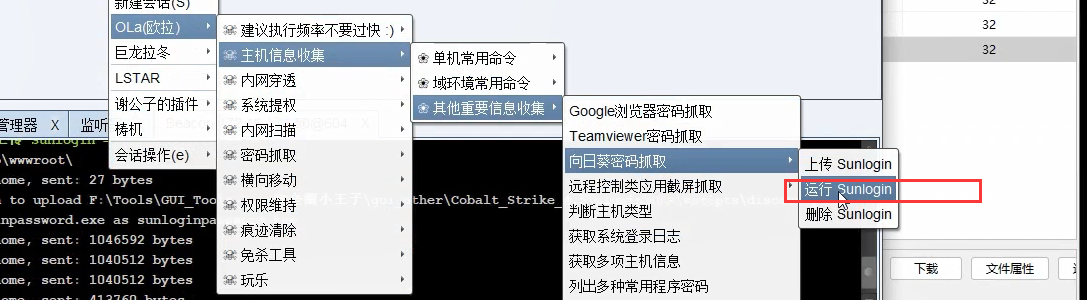 新建会话(S)
OLa(欧拉)
巨龙拉冬
LSTAR
谢公子的插件
梼杌
会话操作(e)
建议执行频率不要过快 :)
主机信息收集
内网穿透
系统提权
内网扫描
密码抓取
横向移动
权限维持
痕迹清除
免杀工具
玩乐
单机常用命令
域环境常用命令
其他重要信息收集
Google浏览器密码抓取
Teamviewer密码抓取
向日葵密码抓取
远程控制类应用截屏抓取
判断主机类型
获取系统登录日志
获取多项主机信息
列出多种常用程序密码
上传 Sunlogin
运行 Sunlogin
删除 Sunlogin
32
32
32
管理器 X
监听
\wwwroot\
ome, sent: 27 bytes
n to upload F:\Tools\GUI_Too
her\Cobalt_Strike_
npassword.exe as sunloginpa
ome, sent: 1046592 bytes
ome, sent: 1040512 bytes
ome, sent: 1040512 bytes
ome, sent: 413760 bytes
下载
文件属性